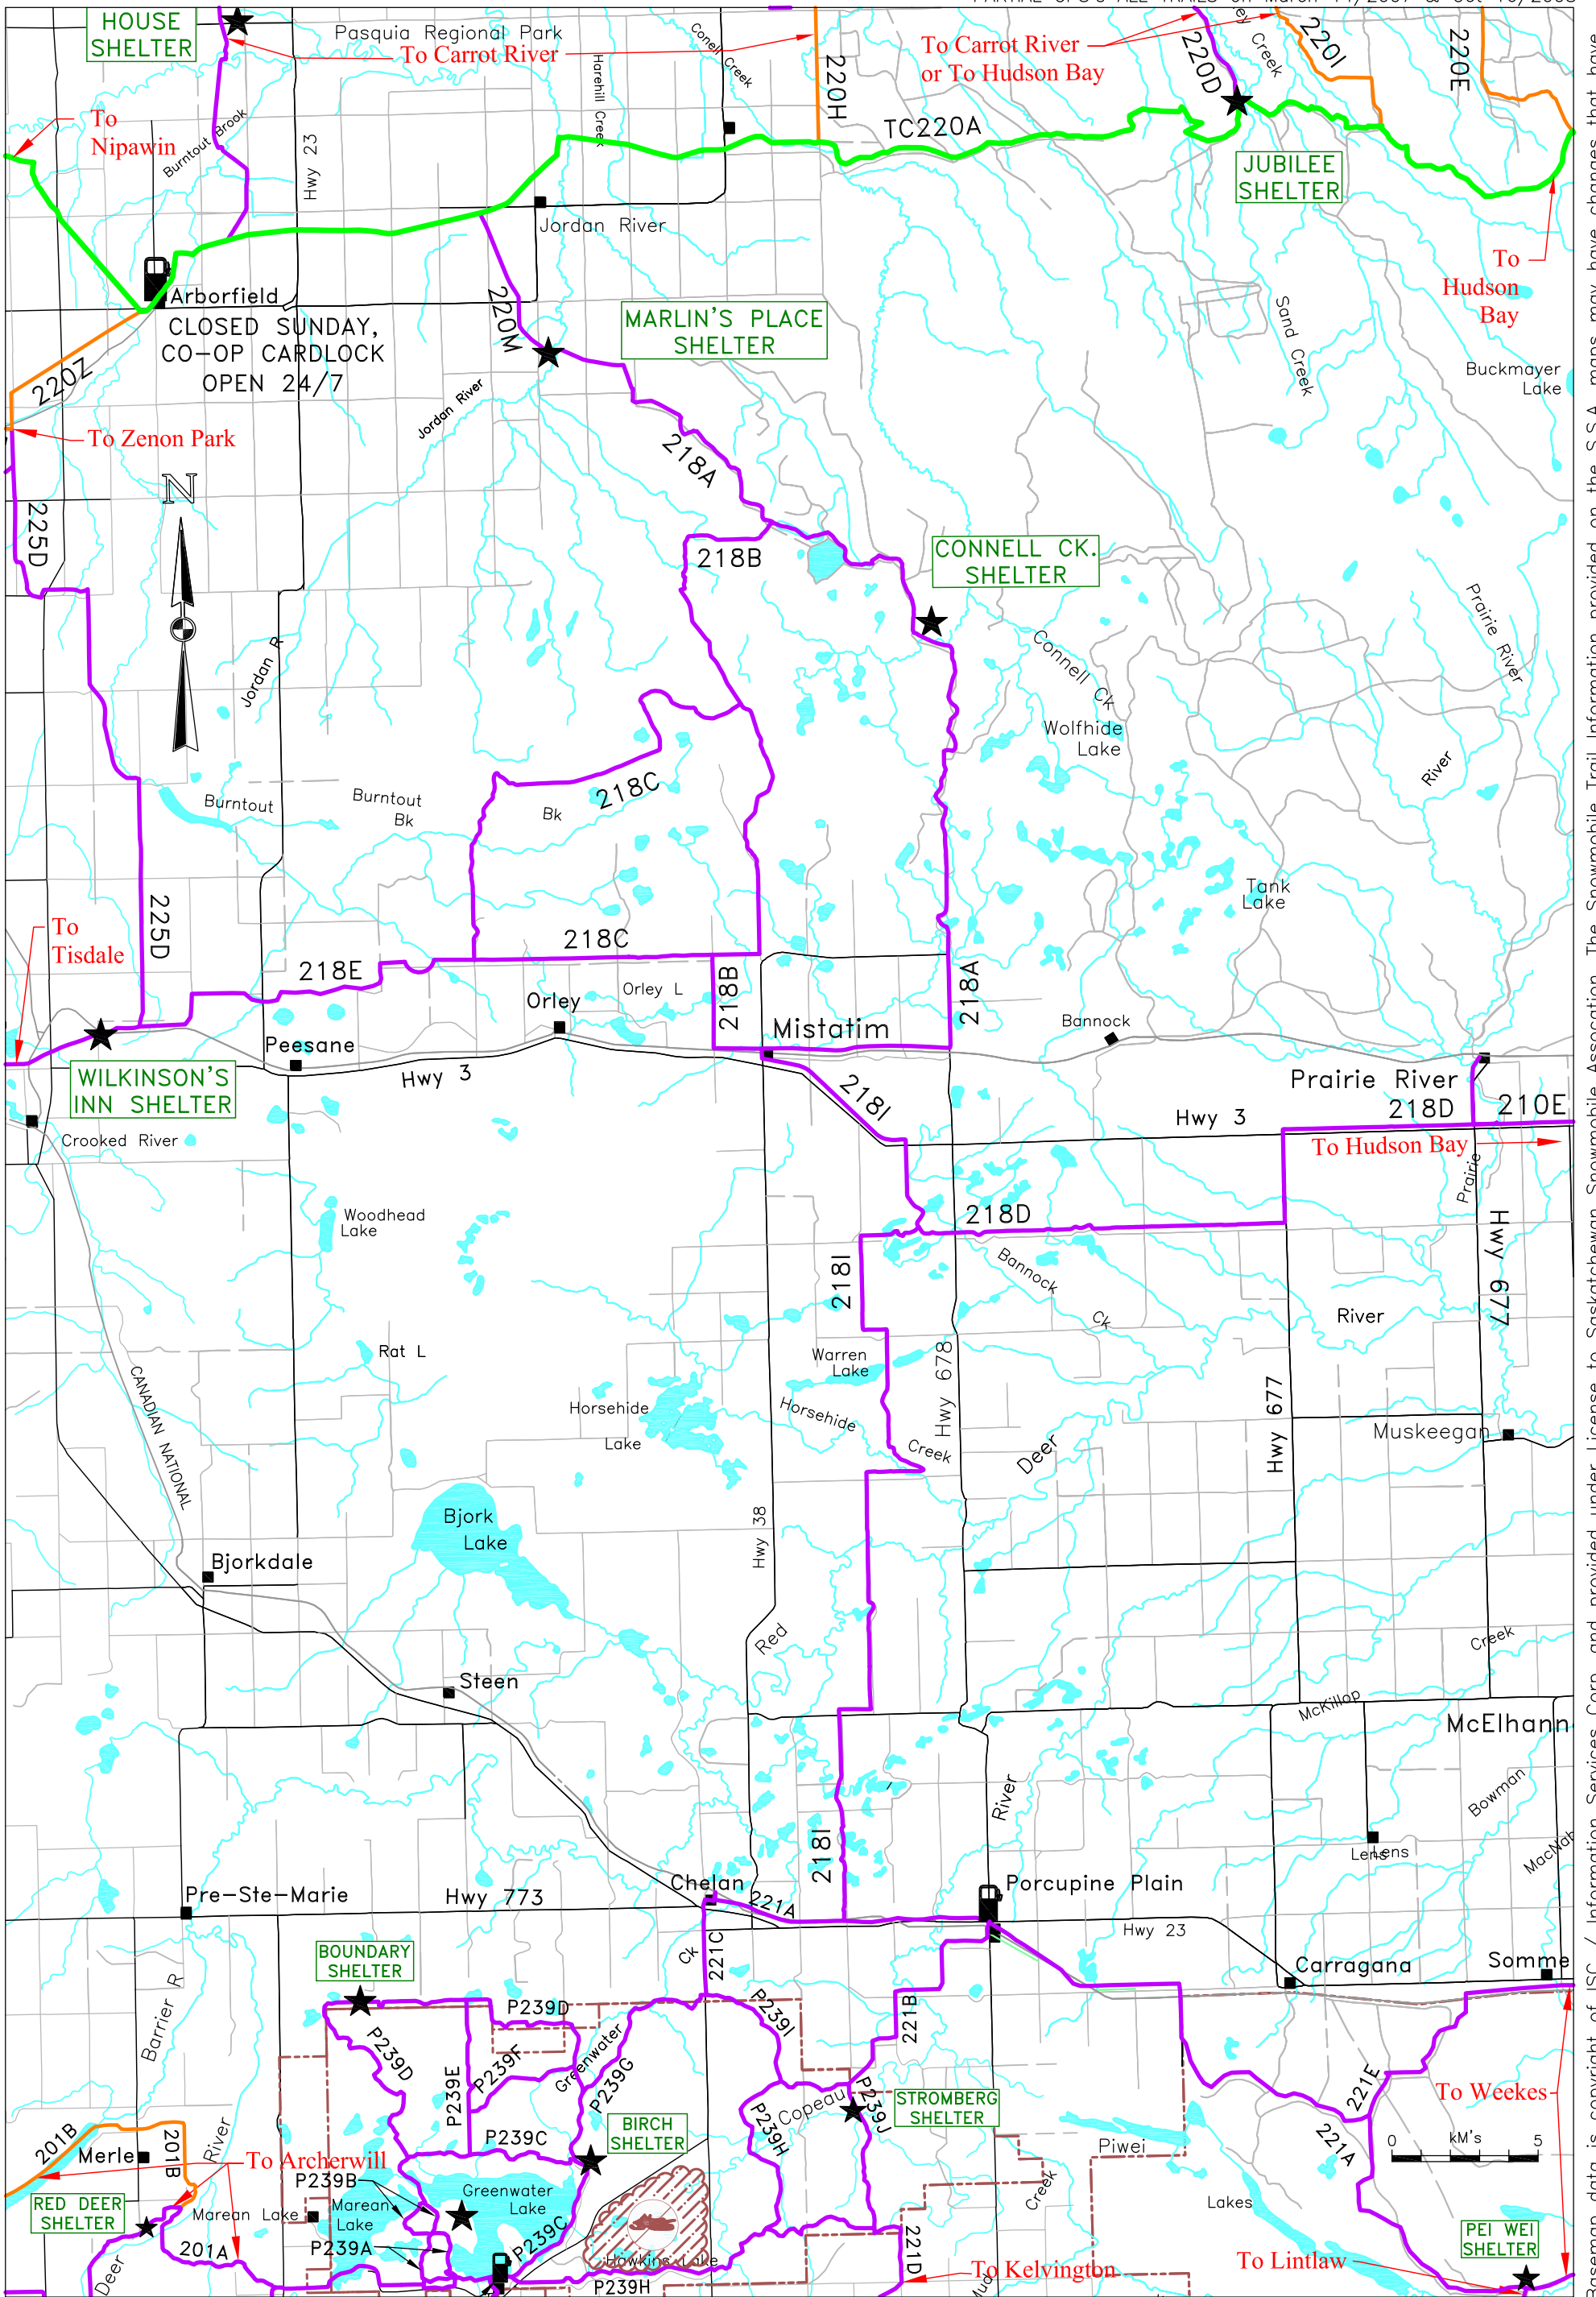 HOUSE
SHELTER
Pasquia Regional Park
To Carrot River
Conell Creek
Harehill Creek
220H
To Carrot River
or To Hudson Bay
220D
Creek
220I
220E
To
Nipawin
Burntout Brook
Hwy 23
TC220A
JUBILEE
SHELTER
Jordan River
To
Hudson
Bay
Arborfield
CLOSED SUNDAY,
CO-OP CARDLOCK
OPEN 24/7
220M
MARLIN'S PLACE
SHELTER
Sand Creek
Buckmayer
Lake
220Z
Jordan River
To Zenon Park
218A
N
225D
218B
CONNELL CK.
SHELTER
Jordan R
Connell Ck
Prairie River
Wolfhide
Lake
River
Burntout
Burntout
Bk
Bk
218C
Tank
Lake
225D
To
Tisdale
218C
218E
218B
218A
Orley
Orley L
Mistatim
Bannock
Peesane
Hwy 3
WILKINSON'S
INN SHELTER
218I
Prairie River
218D
210E
Hwy 3
To Hudson Bay
Crooked River
Prairie
Woodhead
Lake
218D
218I
Bannock
Ck
Hwy 677
River
Rat L
Warren
Lake
Hwy 678
CANADIAN NATIONAL
Horsehide
Lake
Horsehide
Creek
Deer
Hwy 677
Muskeegan
Bjork
Lake
Hwy 38
Bjorkdale
Red
Creek
Steen
McKillop
McElhann
River
Bowman
218I
Lens
Lens
Chelan
221A
Porcupine Plain
Pre-Ste-Marie
Hwy 773
Hwy 23
BOUNDARY
SHELTER
Ck
221C
Carragana
Somme
Barrier R
P239D
P239I
221B
P239D
P239E
P239F
Greenwater
P239G
221E
To Weekes
Copeau
P239J
STROMBERG
SHELTER
BIRCH
SHELTER
P239H
201B
Merle
201B
River
P239C
Piwei
221A
0 kM's 5
To Archerwill
P239B
Greenwater
Lake
RED DEER
SHELTER
Marean Lake
Marean
Lake
Creek
Lakes
PEI WEI
SHELTER
201A
P239A
P239C
Deer
Hawkins Lake
P239H
221D
To Kelvington
To Lintlaw